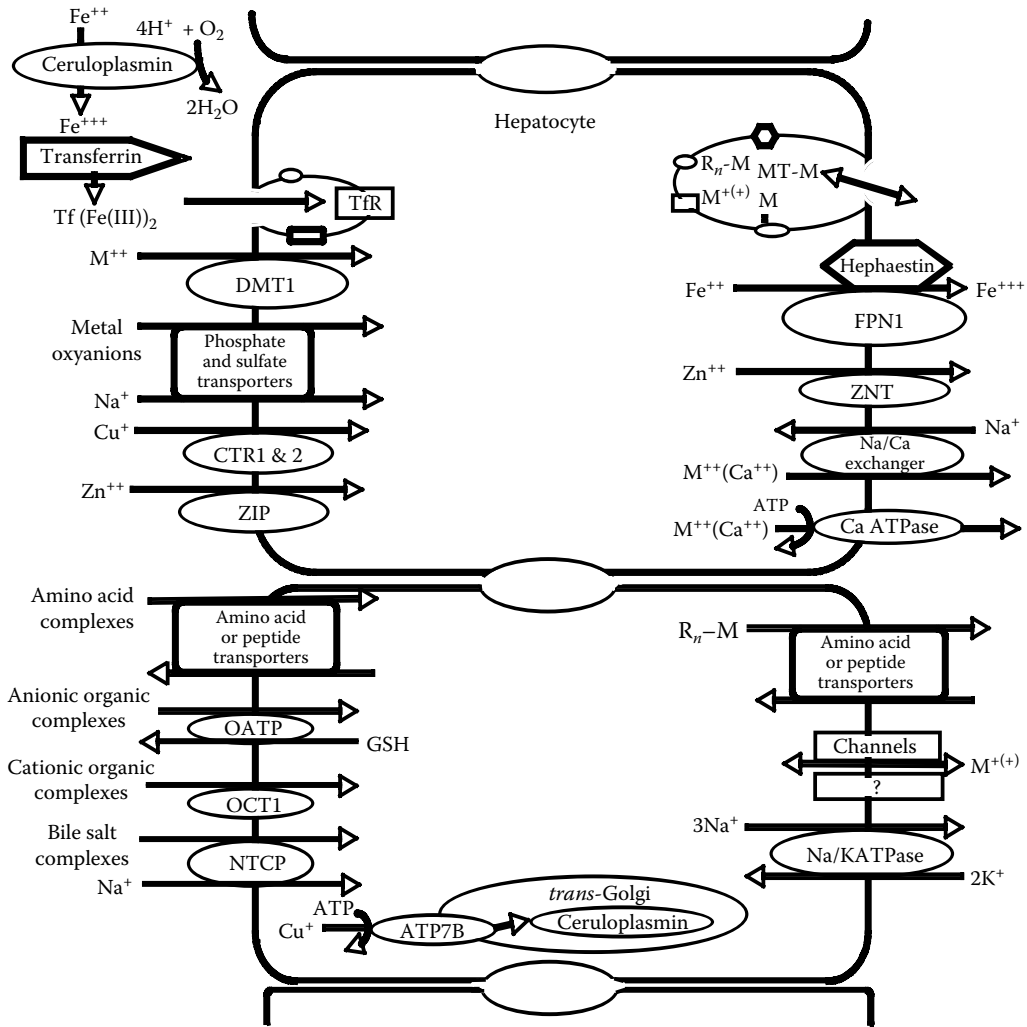 Fe⁺⁺
4H⁺ + O₂
Ceruloplasmin
2H₂O
Fe⁺⁺⁺
Transferrin
Tf (Fe(III))₂
TfR
M⁺⁺
DMT1
Metal
oxyanions
Phosphate
and sulfate
transporters
Na⁺
Cu⁺
CTR1 & 2
Zn⁺⁺
ZIP
Hepatocyte
Rₙ-M
MT-M
M⁺⁽⁺⁾
M
Hephaestin
Fe⁺⁺
Fe⁺⁺⁺
FPN1
Zn⁺⁺
ZNT
Na⁺
Na/Ca
exchanger
M⁺⁺(Ca⁺⁺)
ATP
M⁺⁺(Ca⁺⁺)
Ca ATPase
Amino acid
complexes
Amino acid
or peptide
transporters
Anionic organic
complexes
OATP
GSH
Cationic organic
complexes
OCT1
Bile salt
complexes
NTCP
Na⁺
Rₙ–M
Amino acid
or peptide
transporters
Channels
M⁺⁽⁺⁾
?
3Na⁺
Na/KATPase
2K⁺
ATP
Cu⁺
ATP7B
trans-Golgi
Ceruloplasmin